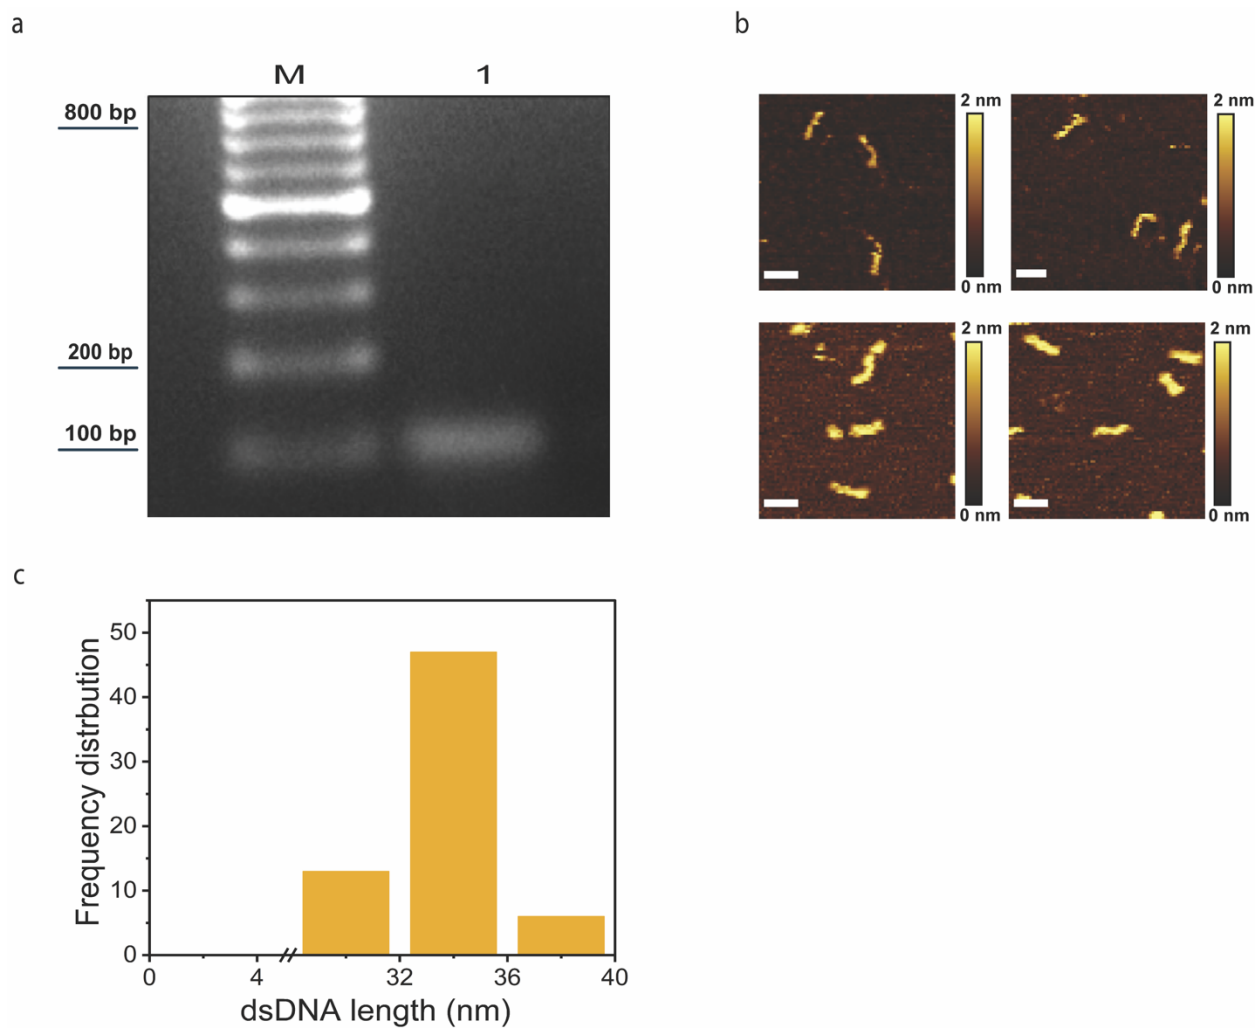 a
M 1
800 bp
200 bp
100 bp
b
2 nm
0 nm
2 nm
0 nm
2 nm
0 nm
2 nm
0 nm
c
Frequency distrbution
50
40
30
20
10
0
0 4 32 36 40
dsDNA length (nm)